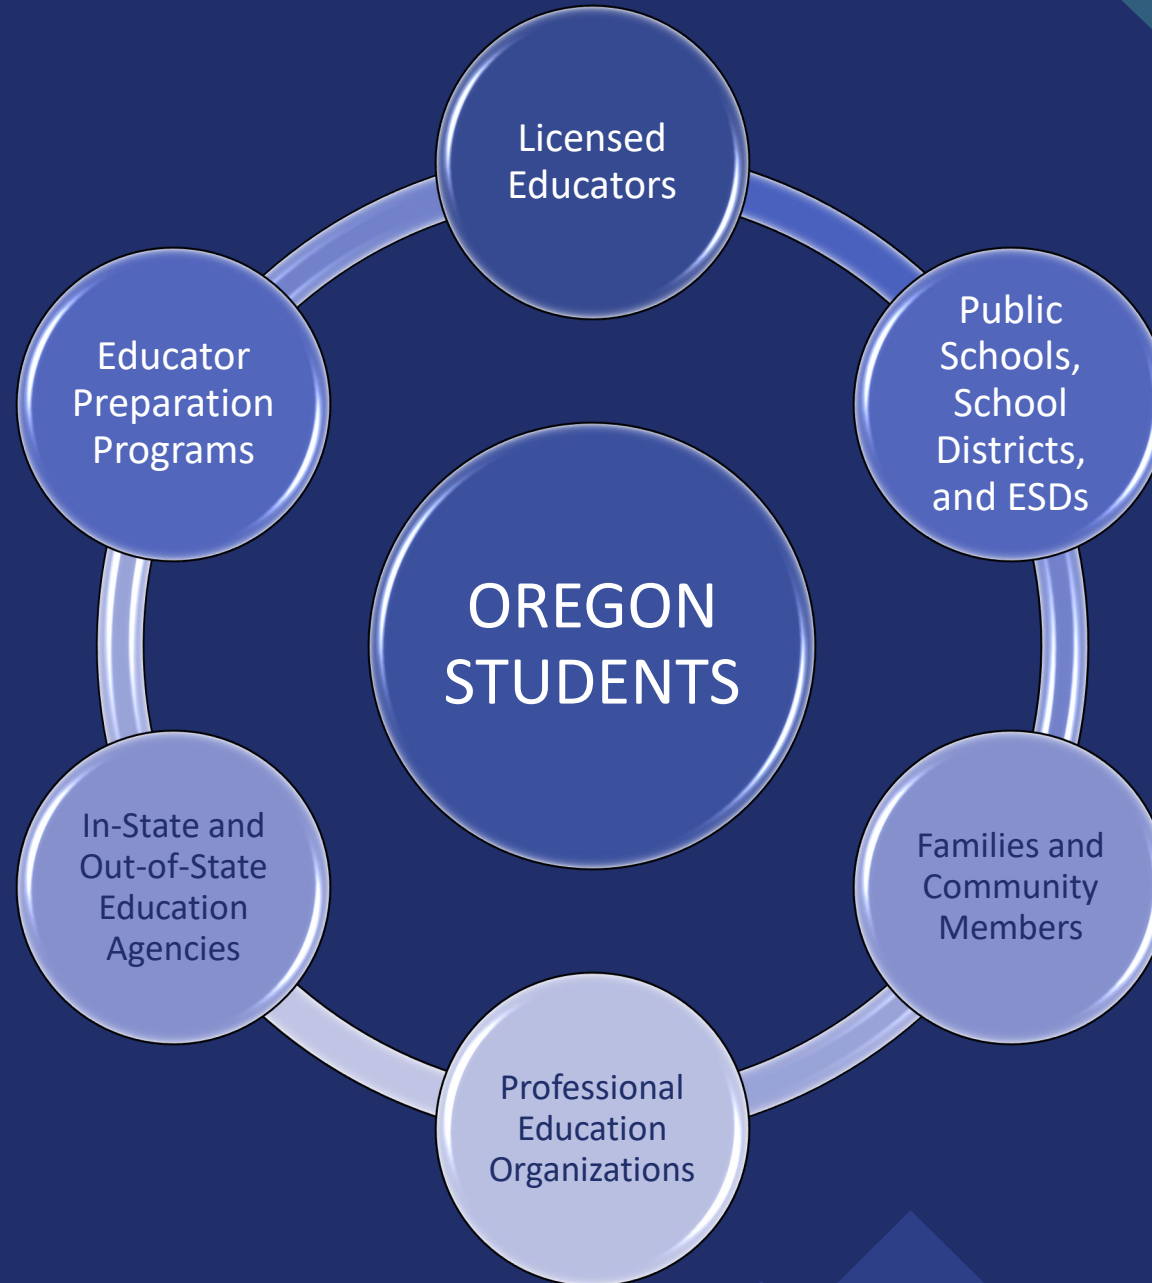 Licensed
Educators
Public
Schools,
School
Districts,
and ESDs
Educator
Preparation
Programs
OREGON
STUDENTS
In-State and
Out-of-State
Education
Agencies
Families and
Community
Members
Professional
Education
Organizations